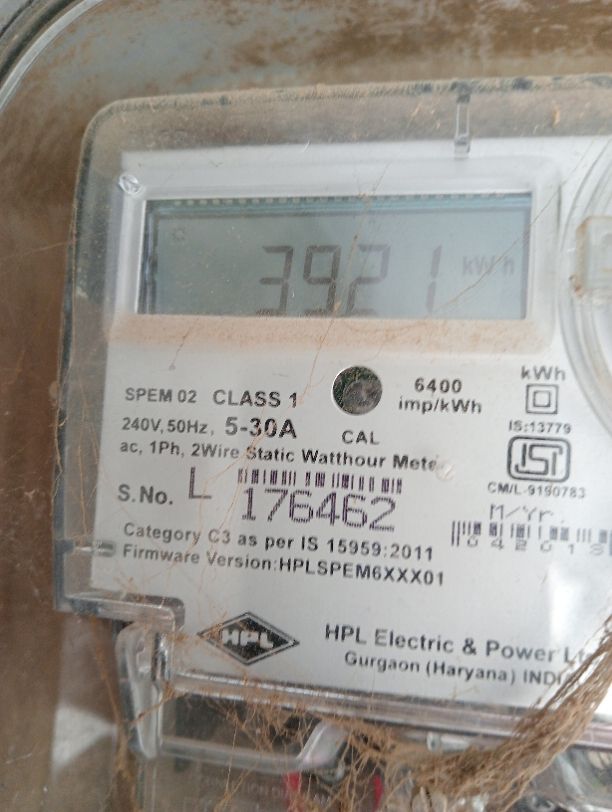 3921 kWh
kWh
6400
imp/kWh
SPEM 02 CLASS 1
240V, 50Hz, 5-30A
CAL
IS:13779
ac, 1Ph, 2Wire Static Watthour Mete
CM/L-9190783
S.No. L 176462
M/Yr.
Category C3 as per IS 15959:2011
Firmware Version:HPLSPEM6XXX01
HPL
HPL Electric & Power Lt
Gurgaon (Haryana) INDI